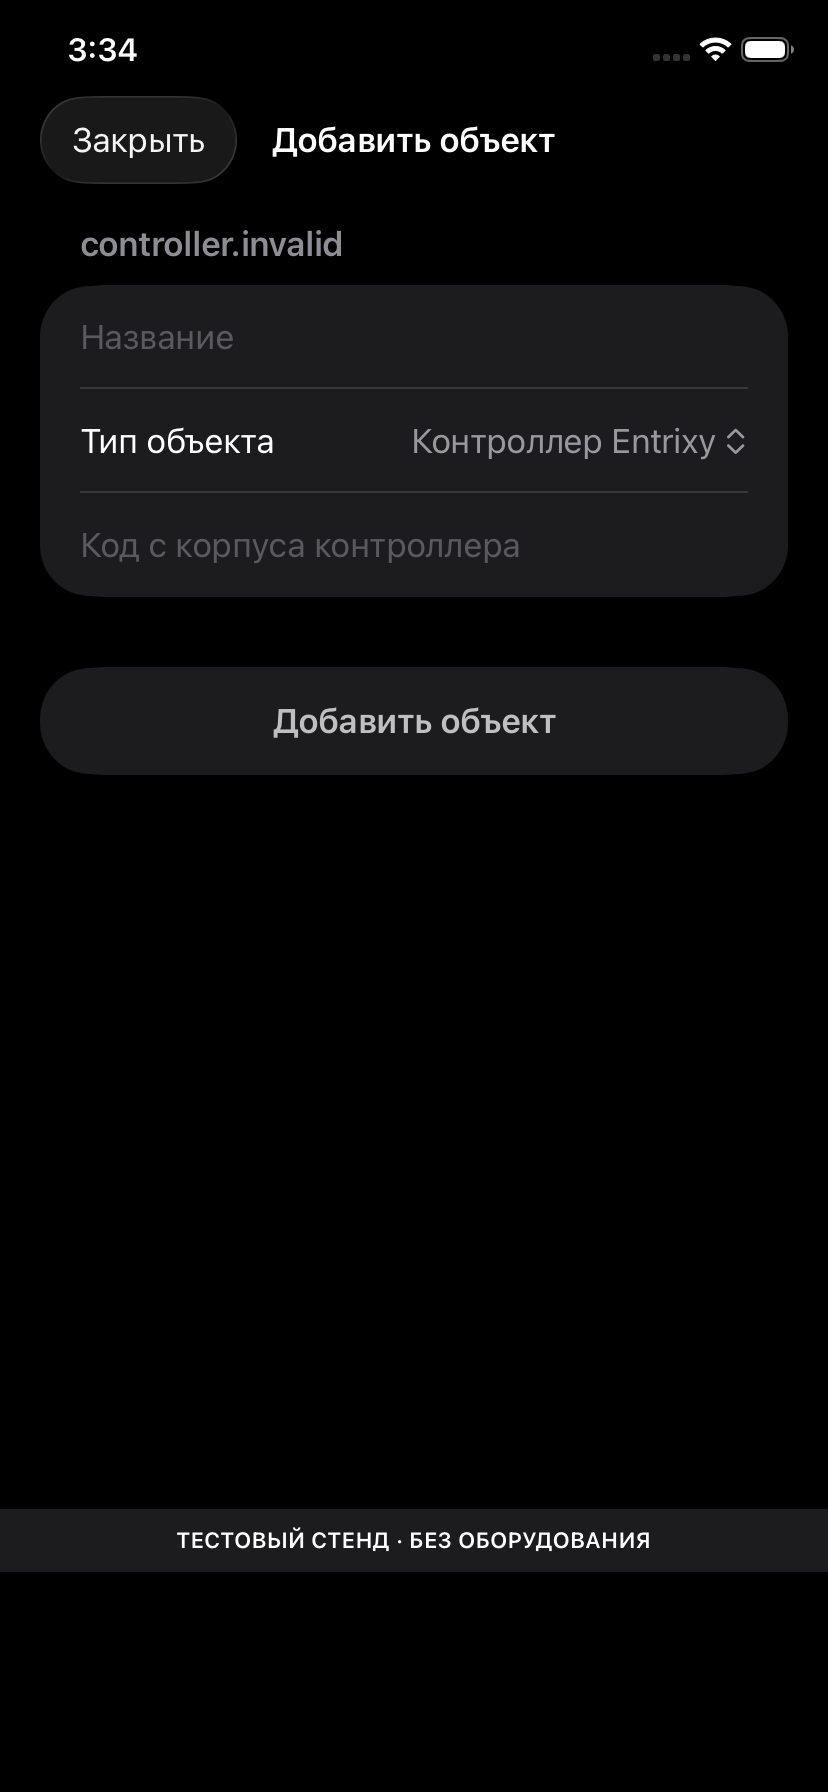 3:34
Закрыть
Добавить объект
controller.invalid
Название
Тип объекта
Контроллер Entrixy
Код с корпуса контроллера
Добавить объект
ТЕСТОВЫЙ СТЕНД · БЕЗ ОБОРУДОВАНИЯ